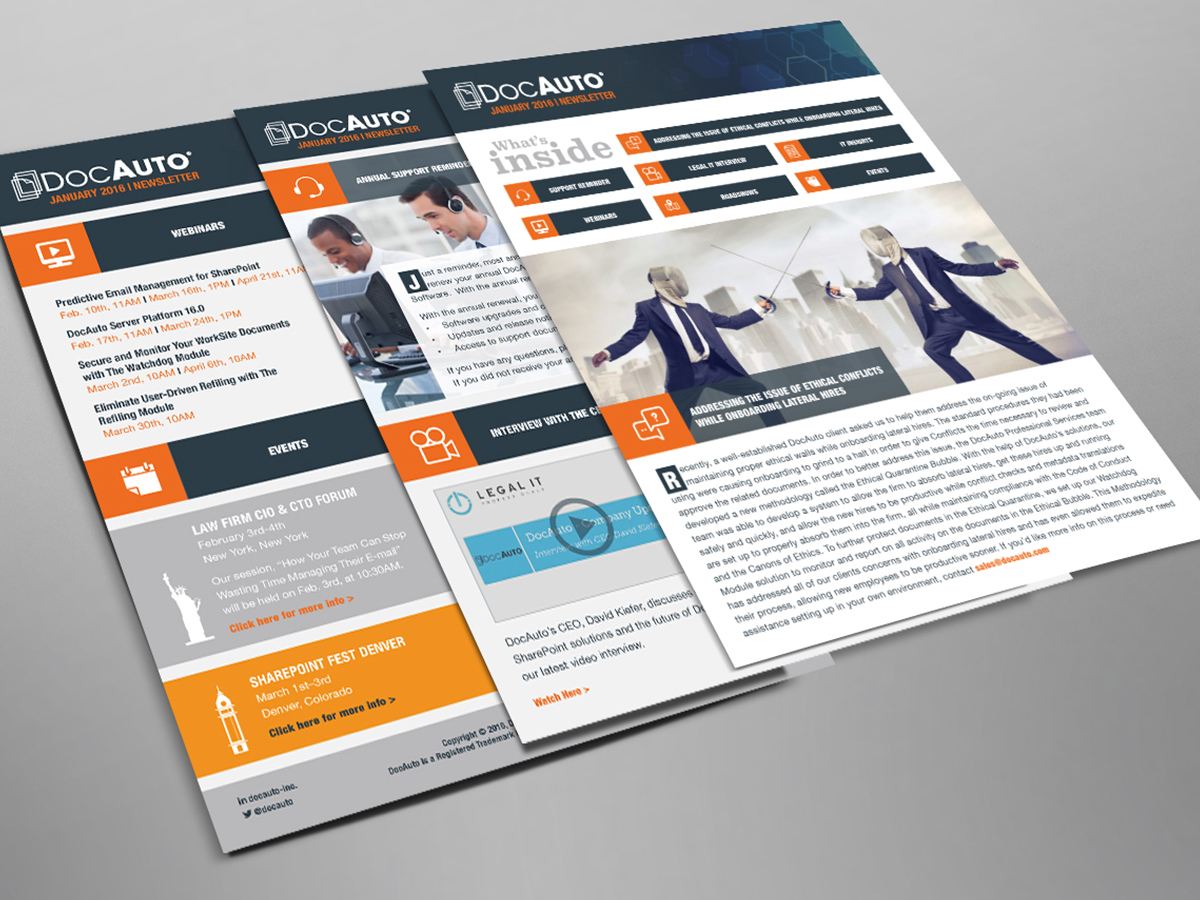 DOCAUTO®
JANUARY 2016 | NEWSLETTER
WEBINARS
Predictive Email Management for SharePoint
Feb. 10th, 11AM | March 16th, 1PM | April 21st, 11A
DocAuto Server Platform 16.0
Feb. 17th, 11AM | March 24th, 1PM
Secure and Monitor Your WorkSite Documents
with The Watchdog Module
March 2nd, 10AM | April 6th, 10AM
Eliminate User-Driven Refiling with The
Refiling Module
March 30th, 10AM
EVENTS
LAW FIRM CIO & CTO FORUM
February 3rd-4th
New York, New York
Our session. "How Your Team Can Stop
Wasting Time Managing Their E-mail"
will be held on Feb. 3rd. at 10:30AM.
Click here for more info >
SHAREPOINT FEST DENVER
March 1st–3rd
Denver, Colorado
Click here for more info >
Copyright © 2010, D
DocAuto is a Registered Trademark
in docauto-inc.
@docauto
DOCAUTO®
JANUARY 2016 | NEWSLETTER
ANNUAL SUPPORT REMINDE
Just a reminder, most an
renew your annual DocA
Software. With the annual re
With the annual renewal, you
• Software upgrades and
• Updates and release not
• Access to support docum
If you have any questions, p
If you did not receive your a
INTERVIEW WITH THE C
LEGAL IT
DOCAUTO
DocAuto Company Up
Interview with CEO David Kiefe
DocAuto's CEO, David Kiefer, discusses
SharePoint solutions and the future of Do
our latest video interview.
Watch Here >
DOCAUTO®
JANUARY 2016 | NEWSLETTER
What's
inside
ADDRESSING THE ISSUE OF ETHICAL CONFLICTS WHILE ONBOARDING LATERAL HIRES
SUPPORT REMINDER
LEGAL IT INTERVIEW
IT INSIGHTS
WEBINARS
ROADSHOWS
EVENTS
ADDRESSING THE ISSUE OF ETHICAL CONFLICTS
WHILE ONBOARDING LATERAL HIRES
Recently, a well-established DocAuto client asked us to help them address the on-going issue of
maintaining proper ethical walls while onboarding lateral hires. The standard procedures they had been
using were causing onboarding to grind to a halt in order to give Conflicts the time necessary to review and
approve the related documents. In order to better address this issue, the DocAuto Professional Services team
developed a new methodology called the Ethical Quarantine Bubble. With the help of DocAuto's solutions, our
team was able to develop a system to allow the firm to absorb lateral hires, get these hires up and running
safely and quickly, and allow the new hires to be productive while conflict checks and metadata translations
are set up to properly absorb them into the firm, all while maintaining compliance with the Code of Conduct
and the Canons of Ethics. To further protect documents in the Ethical Quarantine, we set up our Watchdog
Module solution to monitor and report on all activity on the documents in the Ethical Bubble. This Methodology
has addressed all of our clients concerns with onboarding lateral hires and has even allowed them to expedite
their process, allowing new employees to be productive sooner. If you'd like more info on this process or need
assistance setting up in your own environment, contact sales@docauto.com